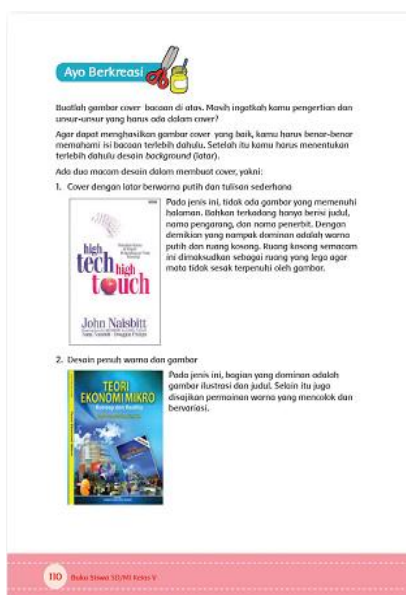 Ayo Berkreasi
Buatlah gambar cover bacaan di atas. Masih ingatkah kamu pengertian dan
unsur-unsur yang harus ada dalam cover?
Agar dapat menghasilkan gambar cover yang baik, kamu harus benar-benar
memahami isi bacaan terlebih dahulu. Setelah itu kamu harus menentukan
terlebih dahulu desain background (latar).
Ada dua macam desain dalam membuat cover, yakni:
1. Cover dengan latar berwarna putih dan tulisan sederhana
high
tech high
touch
John Naisbitt
Pada jenis ini, tidak ada gambar yang memenuhi
halaman. Bahkan terkadang hanya berisi judul,
nama pengarang, dan nama penerbit. Dengan
demikian yang nampak dominan adalah warna
putih dan ruang kosong. Ruang kosong semacam
ini dimaksudkan sebagai ruang yang lega agar
mata tidak sesak terpenuhi oleh gambar.
2. Desain penuh warna dan gambar
TEORI
EKONOMI MIKRO
Pada jenis ini, bagian yang dominan adalah
gambar ilustrasi dan judul. Selain itu juga
disajikan permainan warna yang mencolok dan
bervariasi.
110 Buku Siswa SD/MI Kelas V